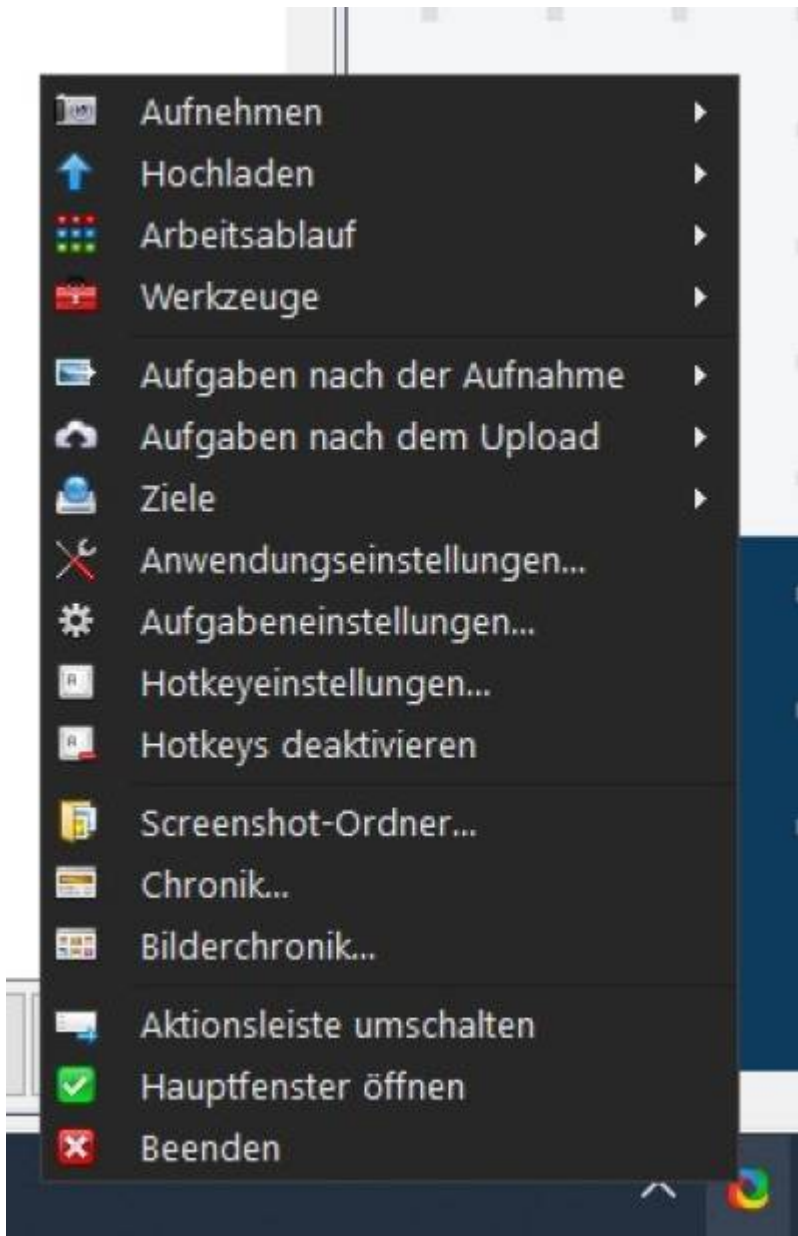 Aufnehmen
Hochladen
Arbeitsablauf
Werkzeuge
Aufgaben nach der Aufnahme
Aufgaben nach dem Upload
Ziele
Anwendungseinstellungen...
Aufgabeneinstellungen...
Hotkeyeinstellungen...
Hotkeys deaktivieren
Screenshot-Ordner...
Chronik...
Bilderchronik...
Aktionsleiste umschalten
Hauptfenster öffnen
Beenden